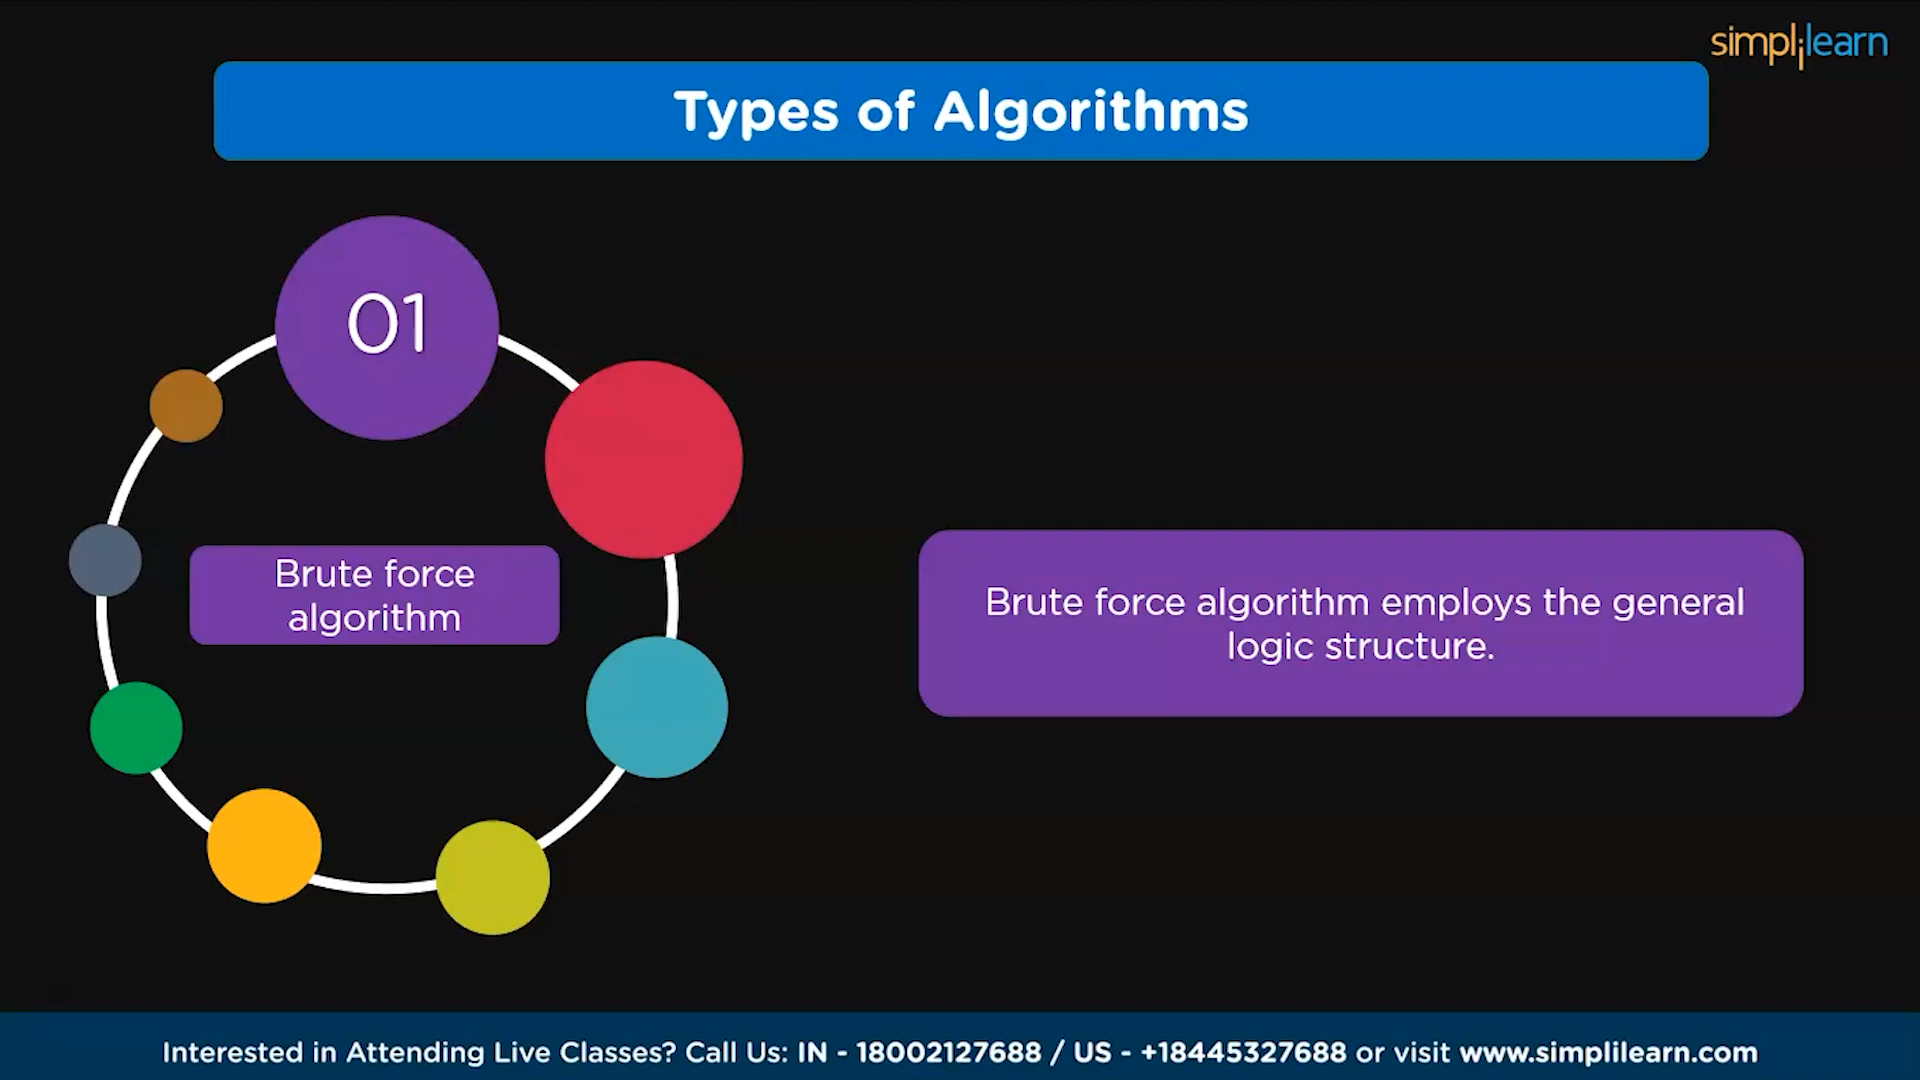 simplilearn
Types of Algorithms
01
Brute force
algorithm
Brute force algorithm employs the general
logic structure.
Interested in Attending Live Classes? Call Us: IN - 18002127688 / US - +18445327688 or visit www.simplilearn.com